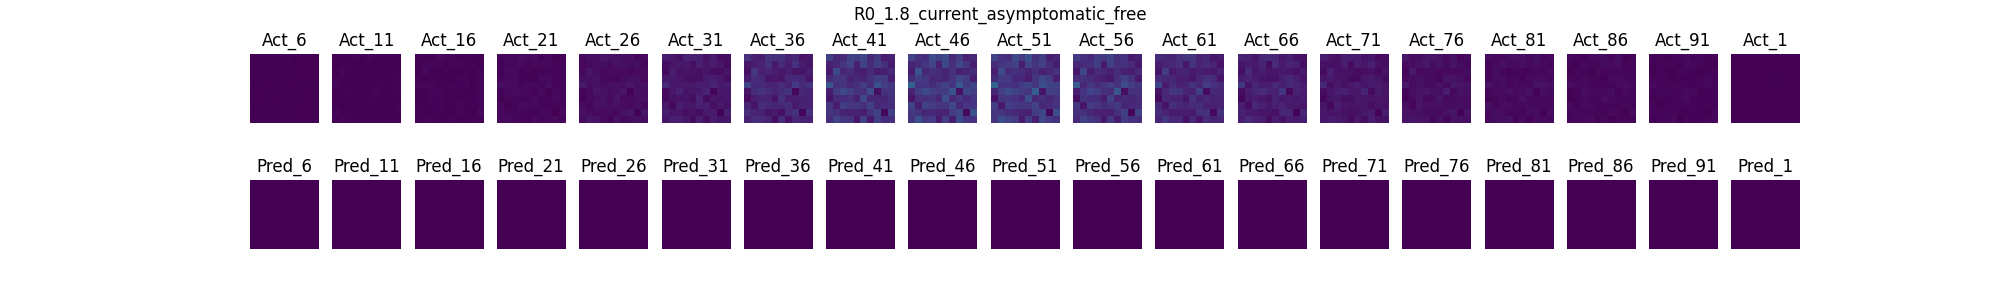 R0_1.8_current_asymptomatic_free
Act_6 Act_11 Act_16 Act_21 Act_26 Act_31 Act_36 Act_41 Act_46 Act_51 Act_56 Act_61 Act_66 Act_71 Act_76 Act_81 Act_86 Act_91 Act_1
Pred_6 Pred_11 Pred_16 Pred_21 Pred_26 Pred_31 Pred_36 Pred_41 Pred_46 Pred_51 Pred_56 Pred_61 Pred_66 Pred_71 Pred_76 Pred_81 Pred_86 Pred_91 Pred_1